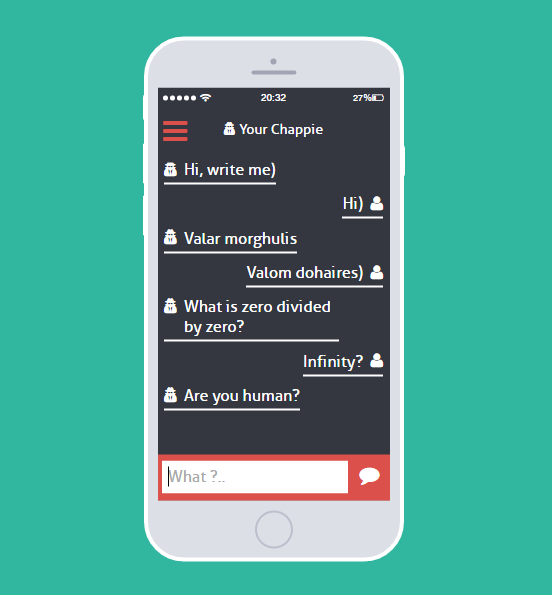 20:32
27%
Your Chappie
Hi, write me)
Hi)
Valar morghulis
Valom dohaires)
What is zero divided
by zero?
Infinity?
Are you human?
What ?..